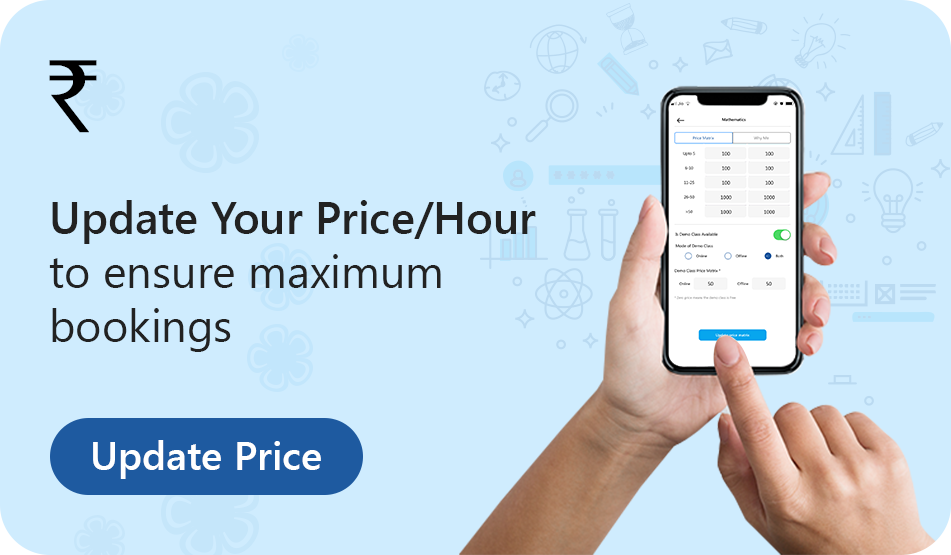 ₹
Update Your Price/Hour
to ensure maximum
bookings
Update Price
Mathematics
Price Matrix Why Me
Upto 5 100 100
6-10 100 100
11-25 100 100
26-50 1000 1000
>50 1000 1000
Is Demo Class Available
Mode of Demo Class
Online Offline Both
Demo Class Price Matrix *
Online 50 Offline 50